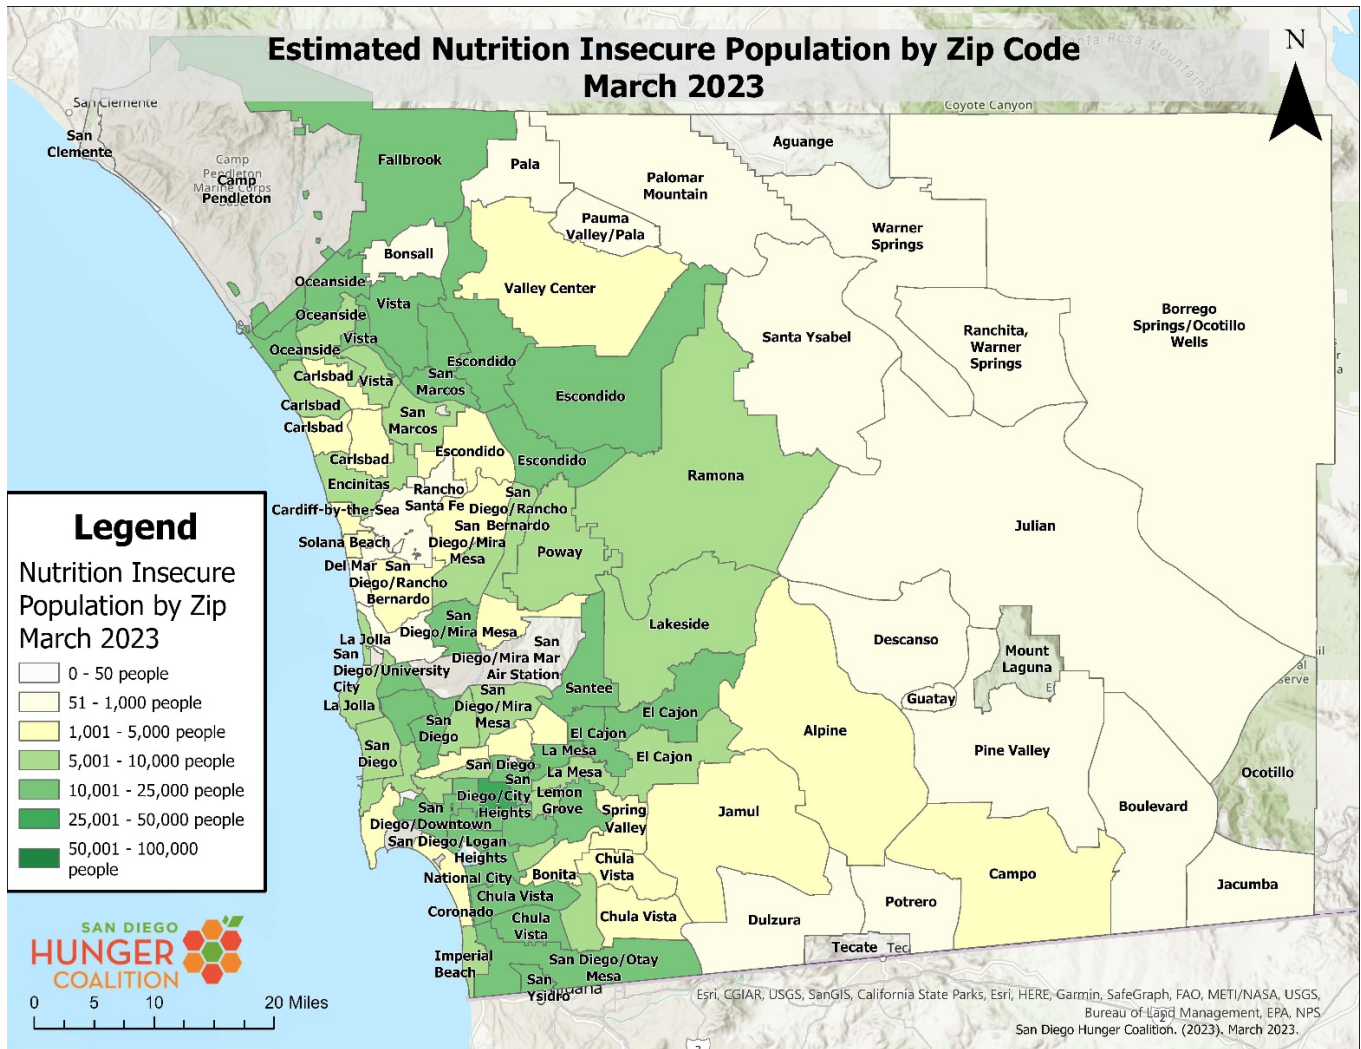 Estimated Nutrition Insecure Population by Zip Code
March 2023
N
Santa Rosa Mountains
Coyote Canyon
San Clemente
San
Clemente
Camp
Pendleton
Marine Corps
Base
Camp
Pendleton
Fallbrook
Pala
Palomar
Mountain
Aguange
Pauma
Valley/Pala
Warner
Springs
Bonsall
Valley Center
Oceanside
Vista
Oceanside
Vista
Oceanside
Santa Ysabel
Ranchita,
Warner
Springs
Borrego
Springs/Ocotillo
Wells
Escondido
San
Marcos
Carlsbad
Vista
Escondido
Carlsbad
San
Marcos
Carlsbad
Escondido
Carlsbad
Escondido
Encinitas
Ramona
Rancho
Santa Fe
San
Diego/Rancho
Bernardo
Cardiff-by-the-Sea
San
Diego/Mira
Mesa
Julian
Solana Beach
Poway
Del Mar
San
Diego/Rancho
Bernardo
San
Diego/Mira Mesa
Lakeside
Descanso
Mount
Laguna
La Jolla
San
Diego/University
City
San
Diego/Mira Mar
Air Station
Santee
Guatay
La Jolla
San
Diego/Mira
Mesa
El Cajon
San
Diego
El Cajon
Alpine
San
Diego
La Mesa
El Cajon
Pine Valley
San Diego
La Mesa
Ocotillo
San
Diego/City
Heights
Lemon
Grove
Boulevard
San
Diego/Downtown
Spring
Valley
Jamul
San Diego/Logan
Heights
Chula
Vista
National City
Bonita
Campo
Chula Vista
Jacumba
Coronado
Chula
Vista
Chula Vista
Potrero
Dulzura
Imperial
Beach
San Diego/Otay
Mesa
Tecate
Tec
San
Ysidro
Legend
Nutrition Insecure
Population by Zip
March 2023
0 - 50 people
51 - 1,000 people
1,001 - 5,000 people
5,001 - 10,000 people
10,001 - 25,000 people
25,001 - 50,000 people
50,001 - 100,000
people
SAN DIEGO
HUNGER
COALITION
0 5 10 20 Miles
Esri, CGIAR, USGS, SanGIS, California State Parks, Esri, HERE, Garmin, SafeGraph, FAO, METI/NASA, USGS,
Bureau of Land Management, EPA, NPS
San Diego Hunger Coalition. (2023). March 2023.